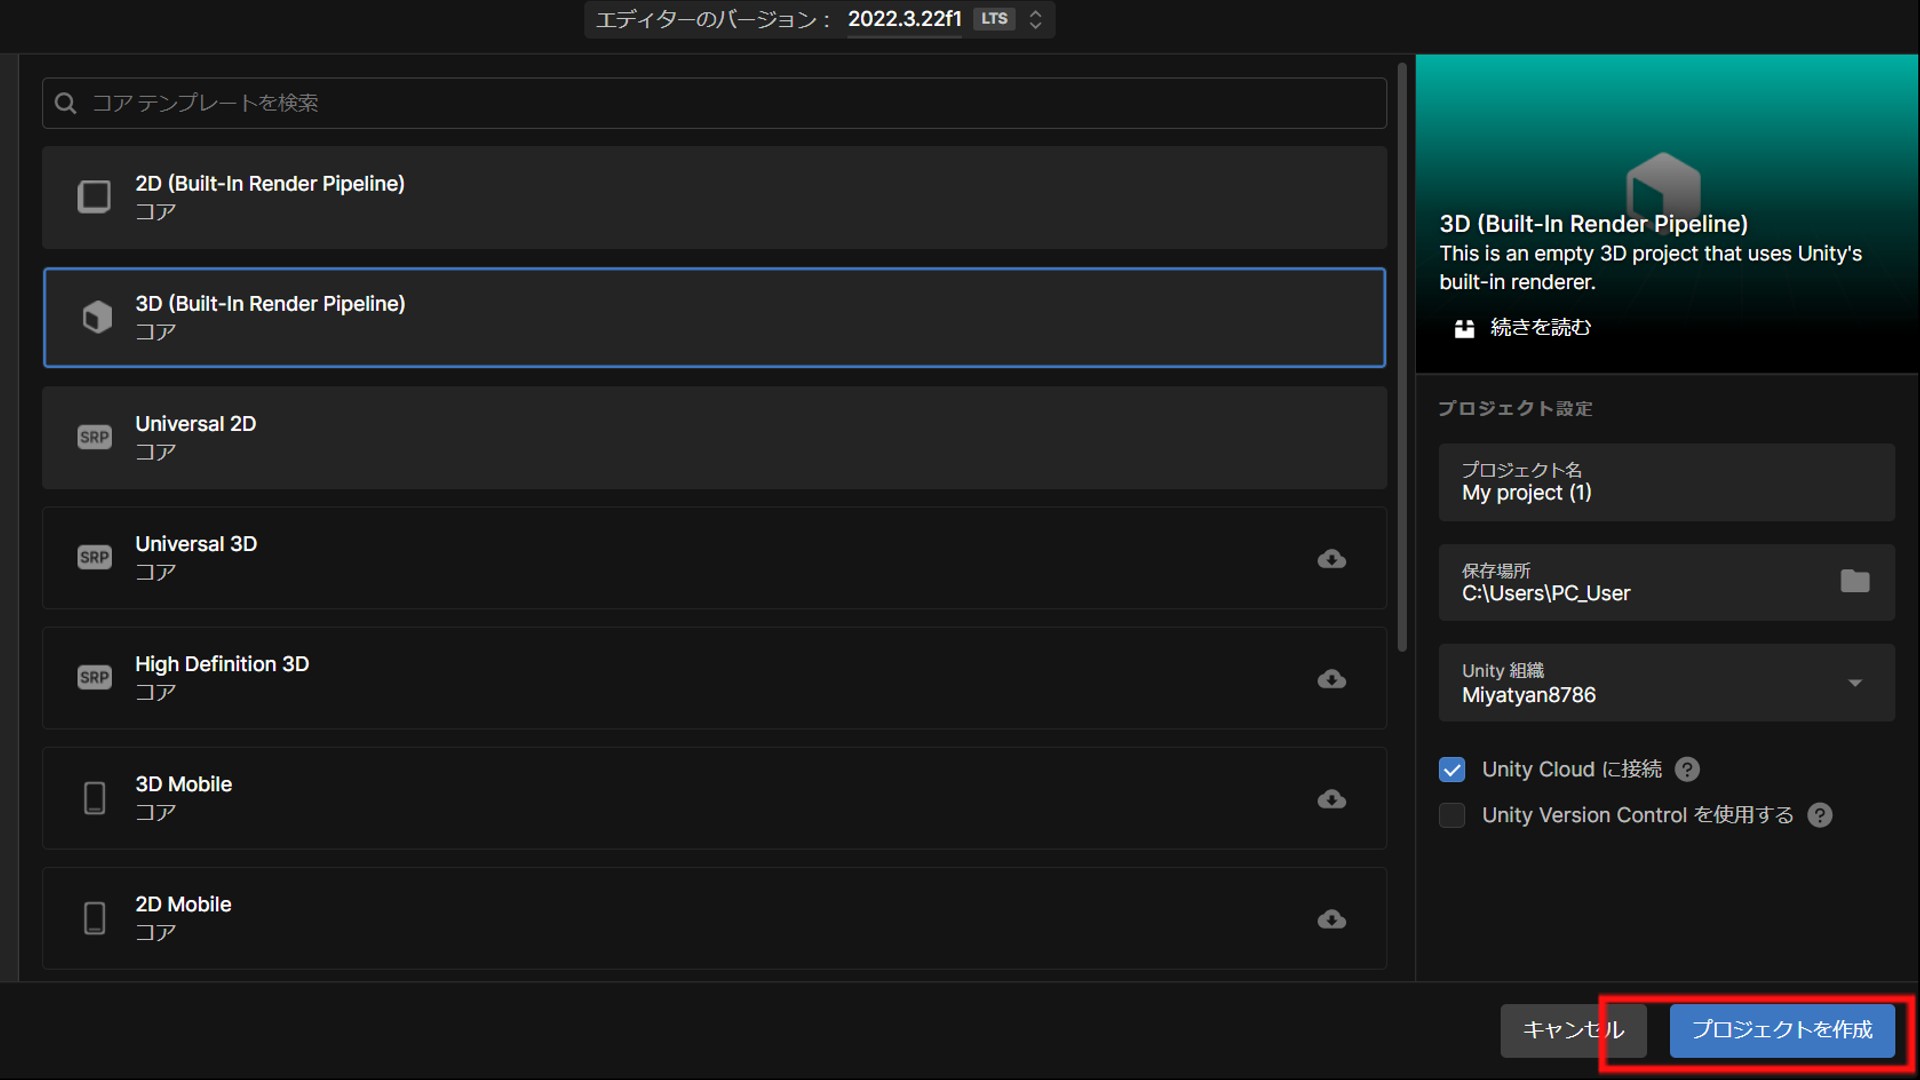 エディターのバージョン： 2022.3.22f1 LTS
コア テンプレートを検索
2D (Built-In Render Pipeline)
コア
3D (Built-In Render Pipeline)
コア
SRP
Universal 2D
コア
SRP
Universal 3D
コア
SRP
High Definition 3D
コア
3D Mobile
コア
2D Mobile
コア
3D (Built-In Render Pipeline)
This is an empty 3D project that uses Unity's
built-in renderer.
続きを読む
プロジェクト設定
プロジェクト名
My project (1)
保存場所
C:\Users\PC_User
Unity 組織
Miyatyan8786
Unity Cloud に接続 ?
Unity Version Control を使用する ?
キャンセル
プロジェクトを作成